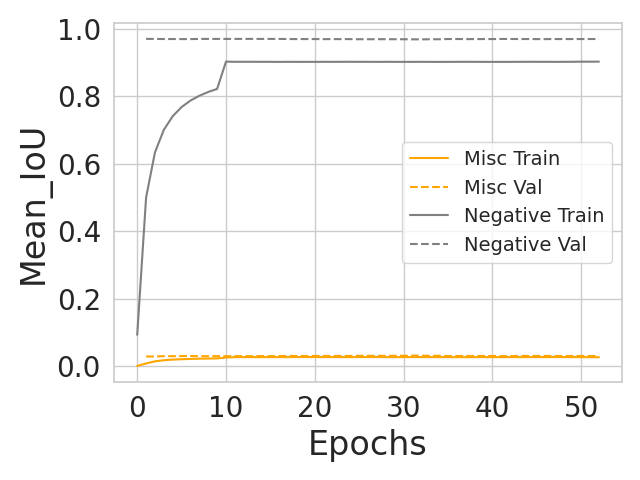 1.0
0.8
0.6
0.4
0.2
0.0
Mean_IoU
Misc Train
Misc Val
Negative Train
Negative Val
0 10 20 30 40 50
Epochs